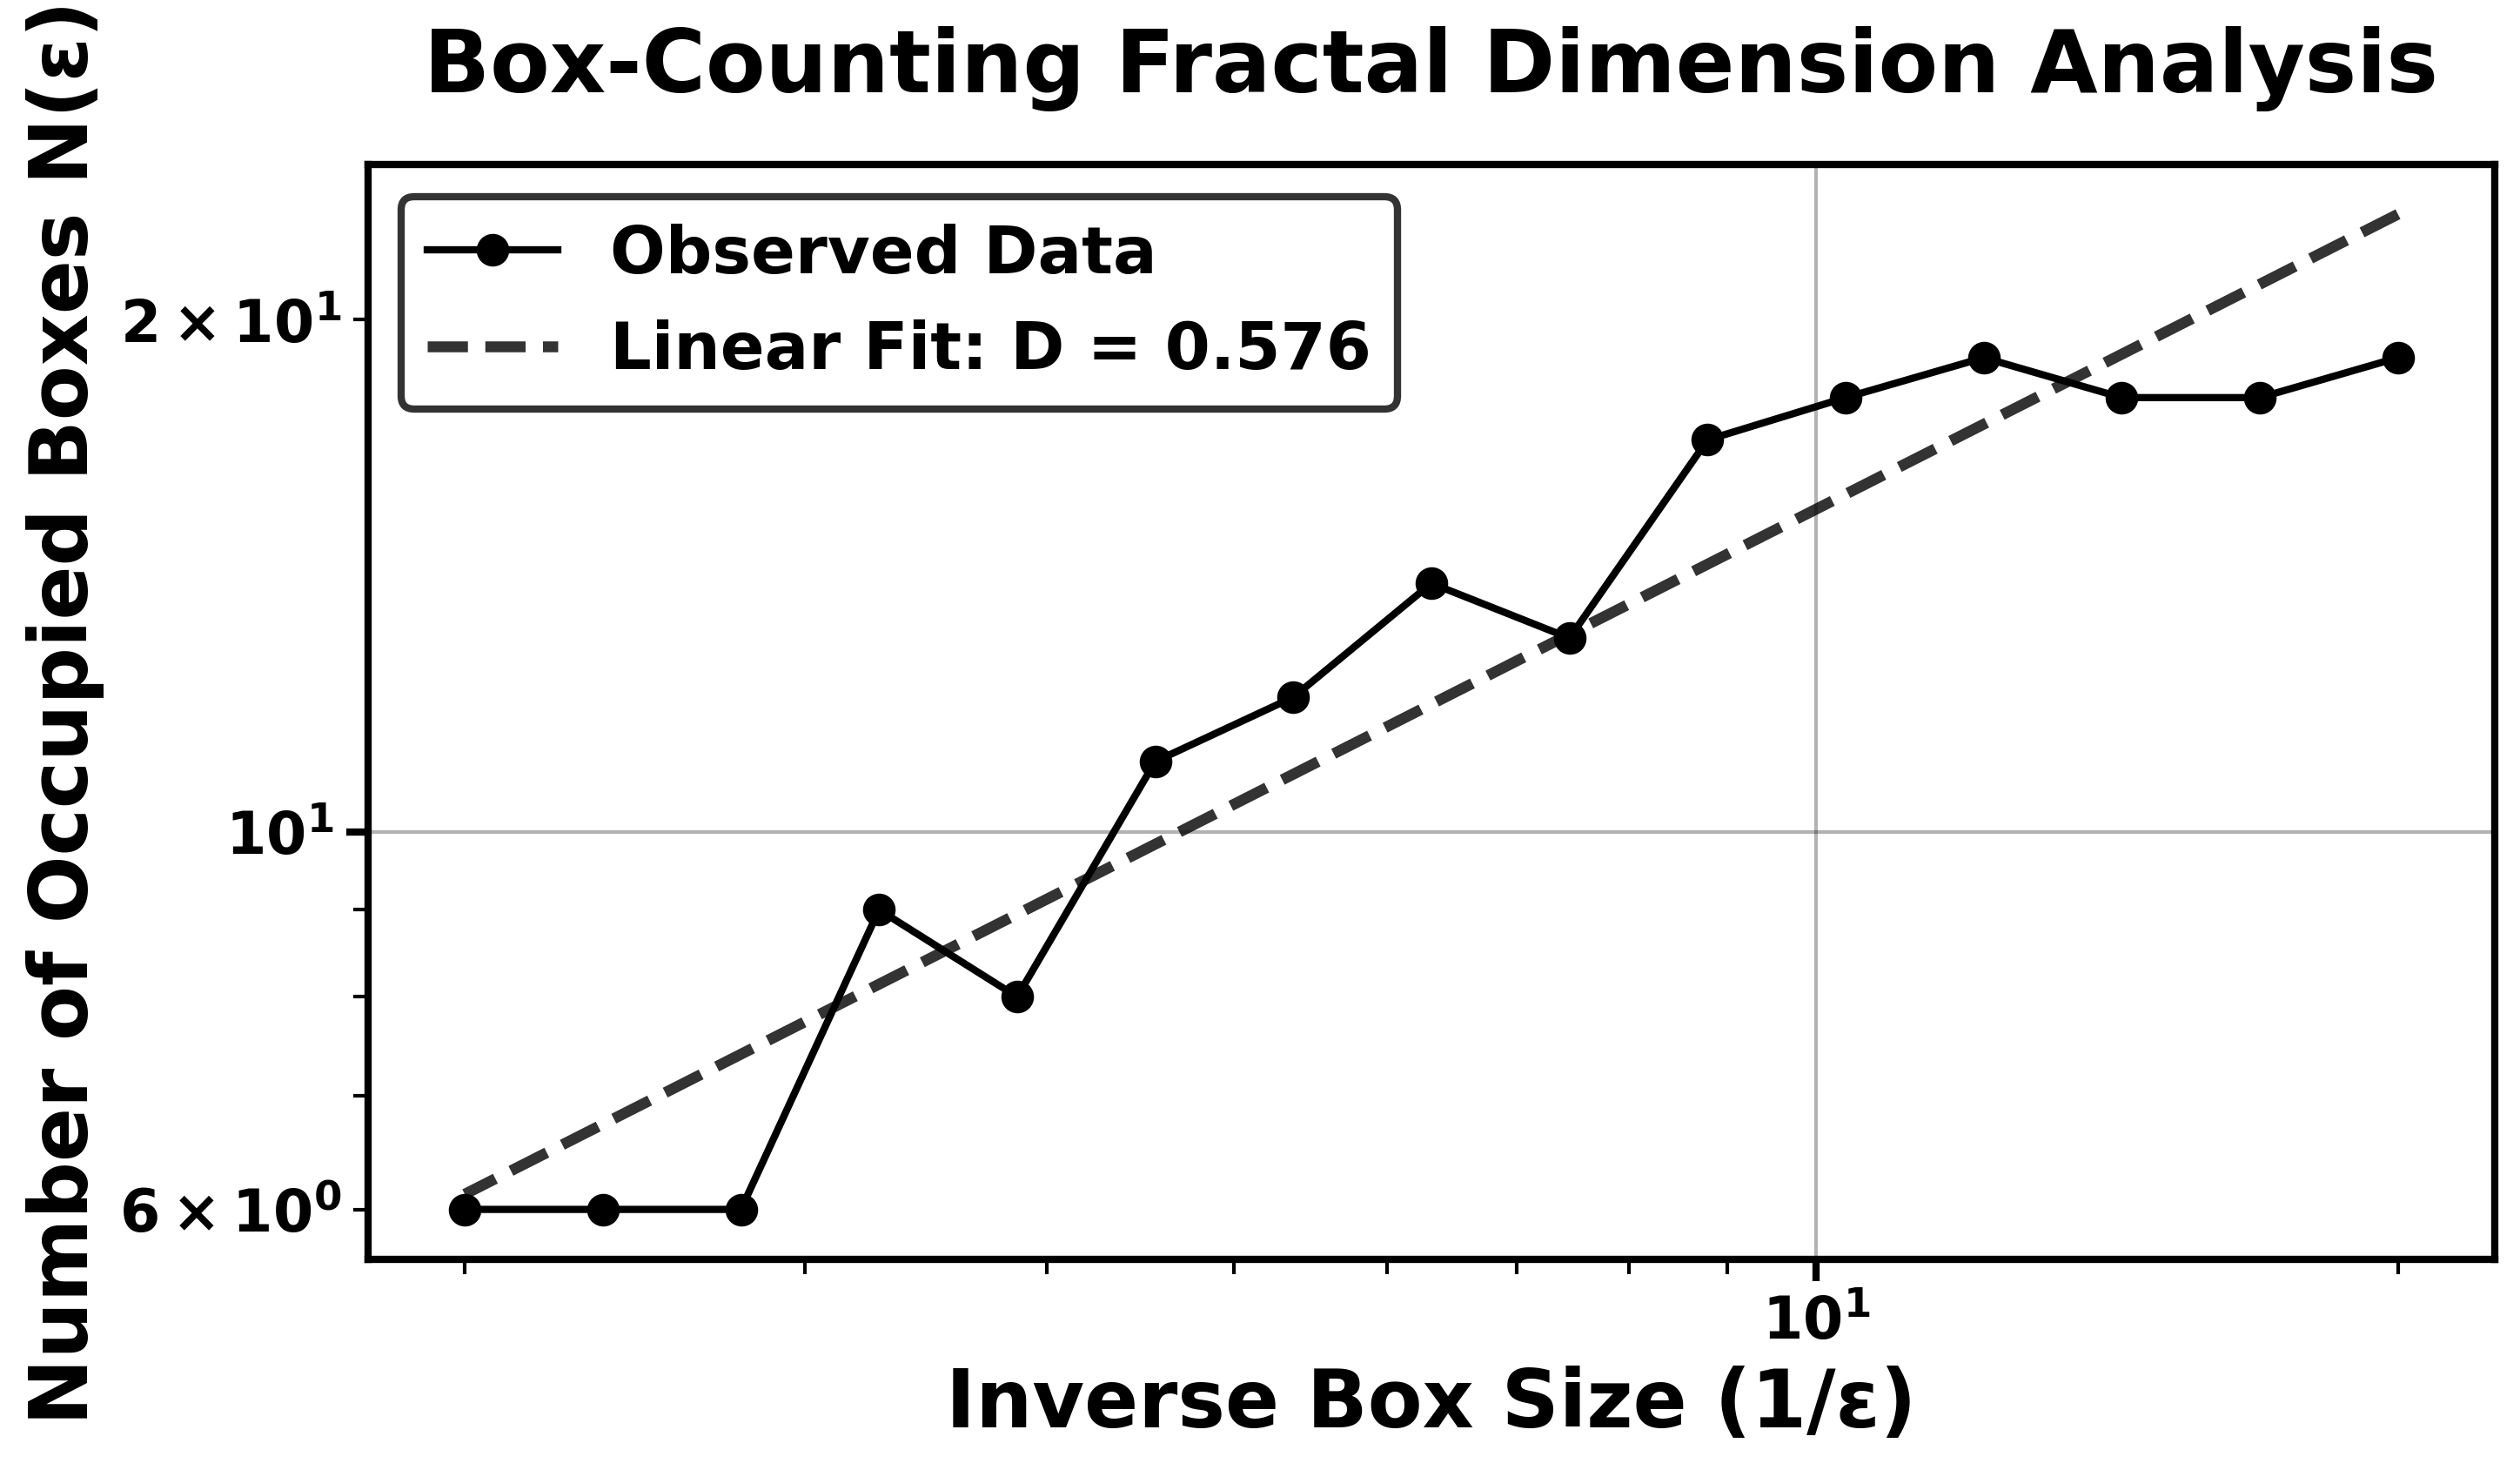 Box-Counting Fractal Dimension Analysis
Number of Occupied Boxes N(ε)
Observed Data
Linear Fit: D = 0.576
2 × 10¹
10¹
6 × 10⁰
10¹
Inverse Box Size (1/ε)